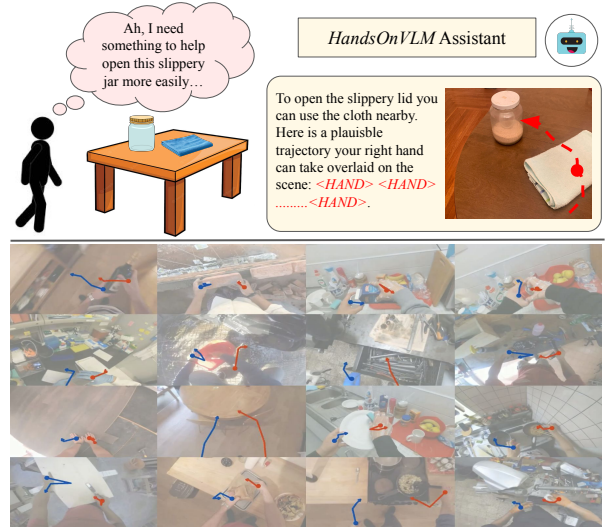 Ah, I need
something to help
open this slippery
jar more easily…
HandsOnVLM Assistant
To open the slippery lid you
can use the cloth nearby.
Here is a plauisble
trajectory your right hand
can take overlaid on the
scene: <HAND> <HAND>
.........<HAND>.